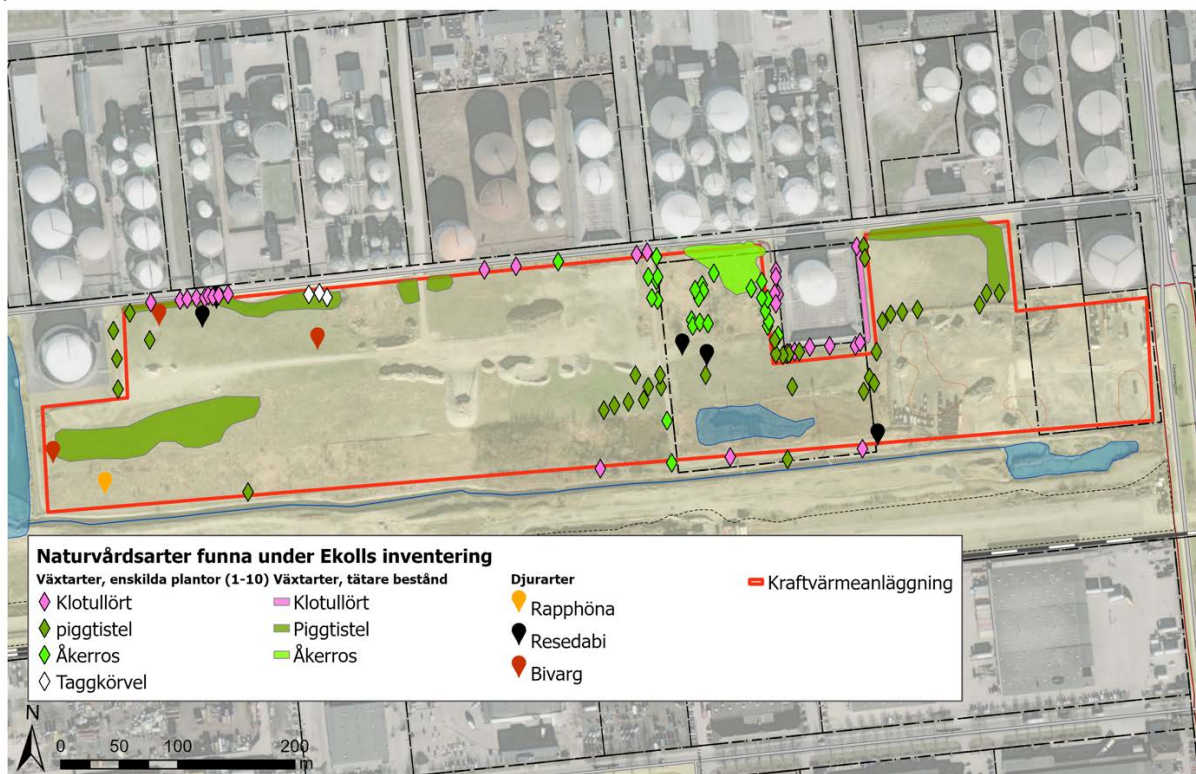 Naturvårdsarter funna under Ekolls inventering
Växtarter, enskilda plantor (1-10) Växtarter, tätare bestånd
Klotullört
piggtistel
Åkerros
Taggkörvel
Klotullört
Piggtistel
Åkerros
Djurarter
Rapphöna
Resedabi
Bivarg
Kraftvärmeanläggning
N
0 50 100 200
m